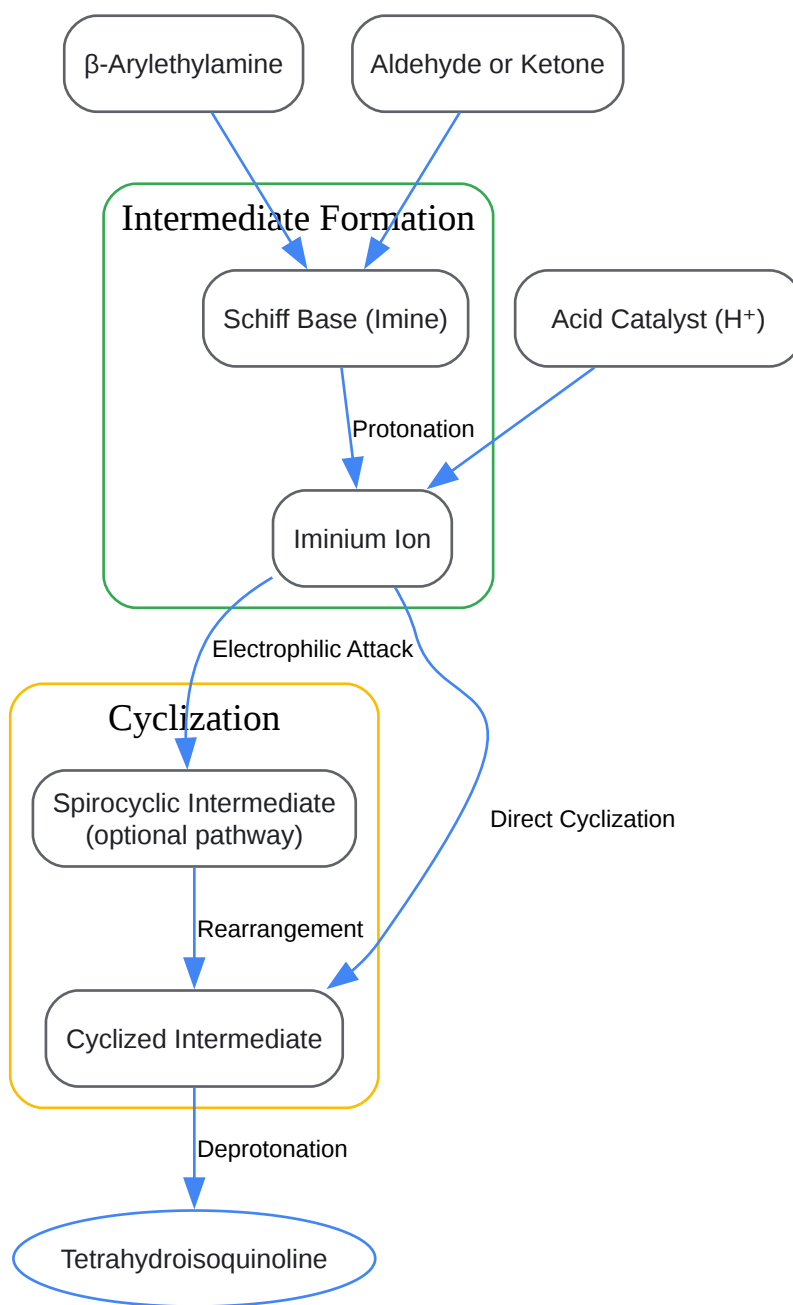 β-Arylethylamine
Aldehyde or Ketone
Intermediate Formation
Schiff Base (Imine)
Acid Catalyst (H⁺)
Protonation
Iminium Ion
Electrophilic Attack
Cyclization
Spirocyclic Intermediate
(optional pathway)
Direct Cyclization
Rearrangement
Cyclized Intermediate
Deprotonation
Tetrahydroisoquinoline